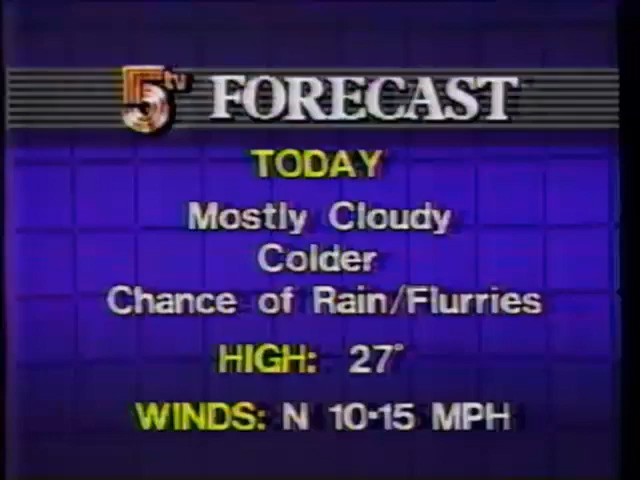 5tv FORECAST
TODAY
Mostly Cloudy
Colder
Chance of Rain/Flurries
HIGH: 27°
WINDS: N 10-15 MPH